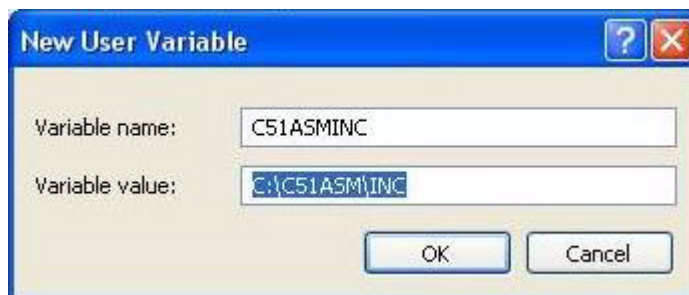 New User Variable
Variable name: C51ASMINC
Variable value: C:\C51ASM\INC
OK Cancel